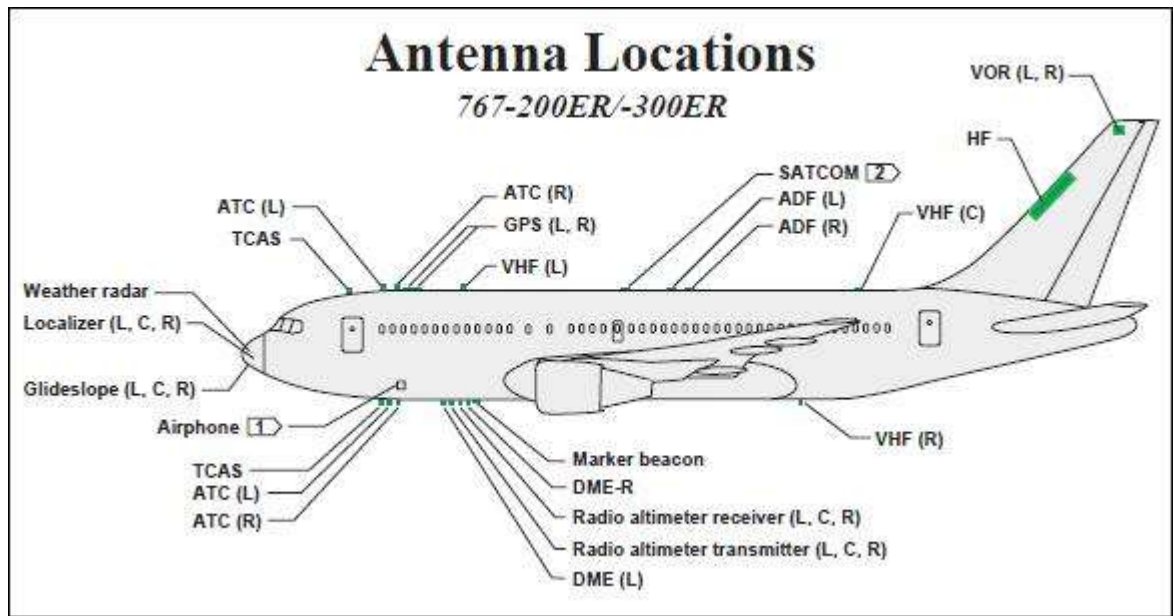 Antenna Locations
767-200ER/-300ER
VOR (L, R)
HF
SATCOM 2
ADF (L)
ADF (R)
VHF (C)
ATC (R)
GPS (L, R)
ATC (L)
TCAS
VHF (L)
Weather radar
Localizer (L, C, R)
Glideslope (L, C, R)
Airphone 1
TCAS
ATC (L)
ATC (R)
Marker beacon
DME-R
Radio altimeter receiver (L, C, R)
Radio altimeter transmitter (L, C, R)
DME (L)
VHF (R)